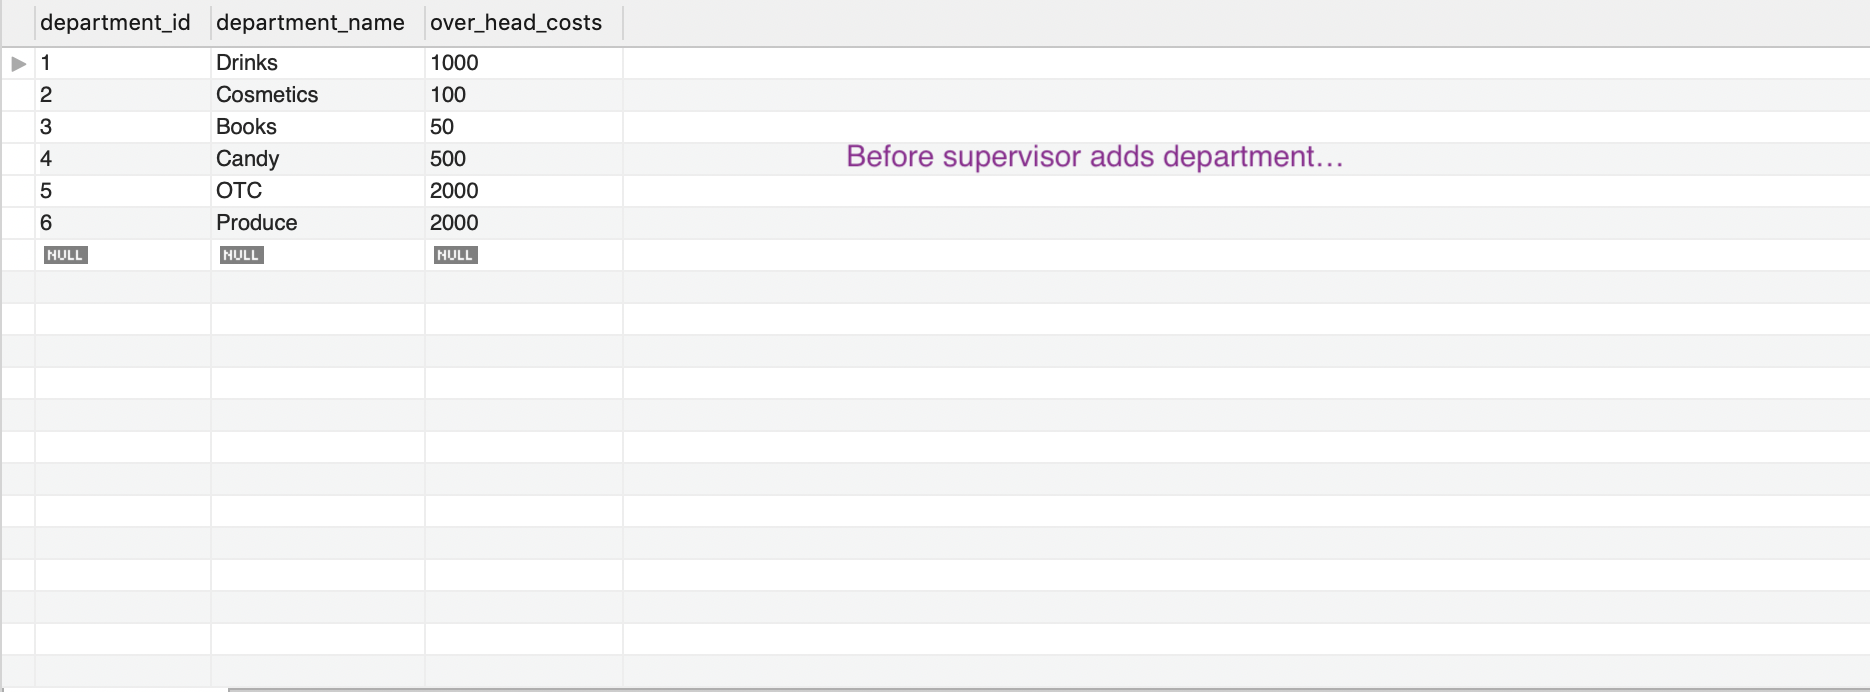 department_id department_name over_head_costs
1 Drinks 1000
2 Cosmetics 100
3 Books 50
4 Candy 500
Before supervisor adds department...
5 OTC 2000
6 Produce 2000
NULL NULL NULL